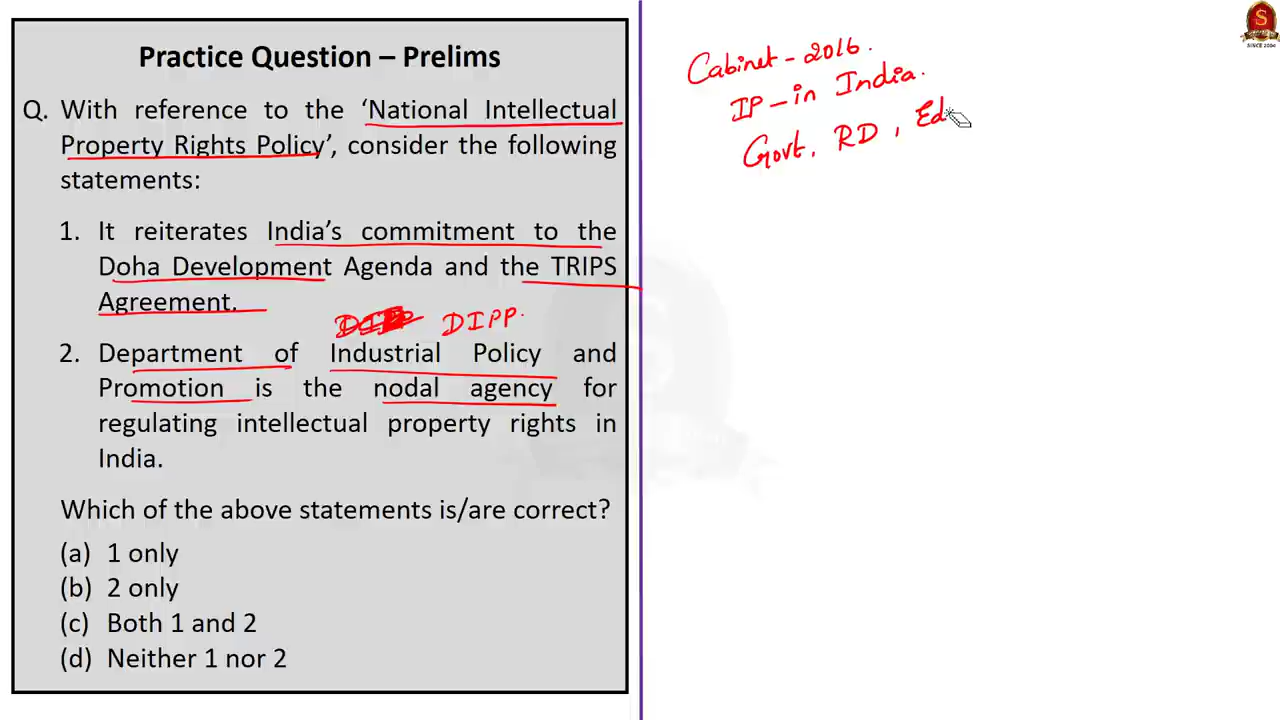 Practice Question – Prelims
Q. With reference to the ‘National Intellectual
Property Rights Policy’, consider the following
statements:
1. It reiterates India’s commitment to the
Doha Development Agenda and the TRIPS
Agreement.
DIPP.
2. Department of Industrial Policy and
Promotion is the nodal agency for
regulating intellectual property rights in
India.
Which of the above statements is/are correct?
(a) 1 only
(b) 2 only
(c) Both 1 and 2
(d) Neither 1 nor 2
Cabinet - 2016.
IP - in India.
Govt, RD, Ed
S
SINCE 2004